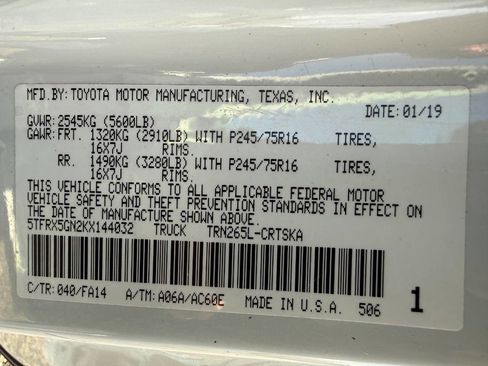 MFD.BY:TOYOTA MOTOR MANUFACTURING, TEXAS, INC.
DATE:01/19
GVWR:2545KG (5600LB)
GAWR:FRT. 1320KG (2910LB) WITH P245/75R16 TIRES,
16X7J RIMS.
RR. 1490KG (3280LB) WITH P245/75R16 TIRES,
16X7J RIMS.
THIS VEHICLE CONFORMS TO ALL APPLICABLE FEDERAL MOTOR
VEHICLE SAFETY AND THEFT PREVENTION STANDARDS IN EFFECT ON
THE DATE OF MANUFACTURE SHOWN ABOVE.
5TFRX5GN2KX144032 TRUCK TRN265L-CRTSKA
C/TR:040/FA14 A/TM:A06A/AC60E MADE IN U.S.A. 506 1